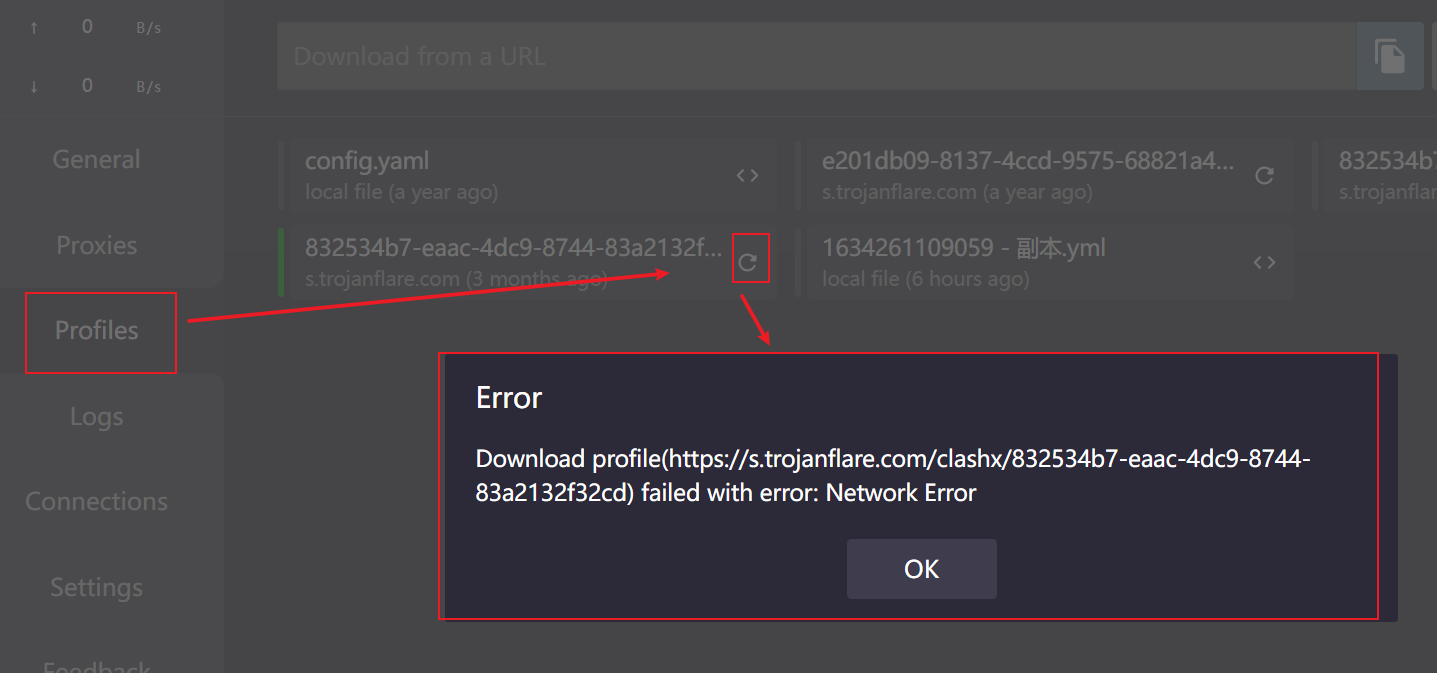 ↑ 0 B/s
Download from a URL
↓ 0 B/s
General
config.yaml
local file (a year ago)
<>
e201db09-8137-4ccd-9575-68821a4...
s.trojanflare.com (a year ago)
832534b7
s.trojanflar
Proxies
832534b7-eaac-4dc9-8744-83a2132f...
s.trojanflare.com (3 months ago)
1634261109059 - 副本.yml
local file (6 hours ago)
<>
Profiles
Logs
Connections
Settings
Feedback
Error
Download profile(https://s.trojanflare.com/clashx/832534b7-eaac-4dc9-8744-
83a2132f32cd) failed with error: Network Error
OK